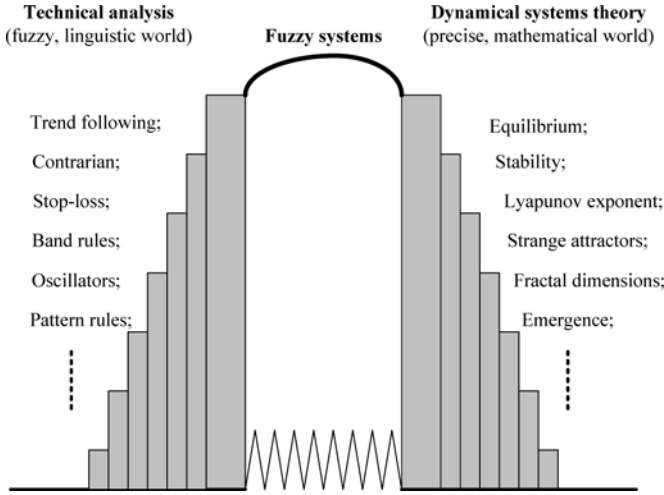 Technical analysis
(fuzzy, linguistic world)
Fuzzy systems
Dynamical systems theory
(precise, mathematical world)
Trend following;
Contrarian;
Stop-loss;
Band rules;
Oscillators;
Pattern rules;
Equilibrium;
Stability;
Lyapunov exponent;
Strange attractors;
Fractal dimensions;
Emergence;